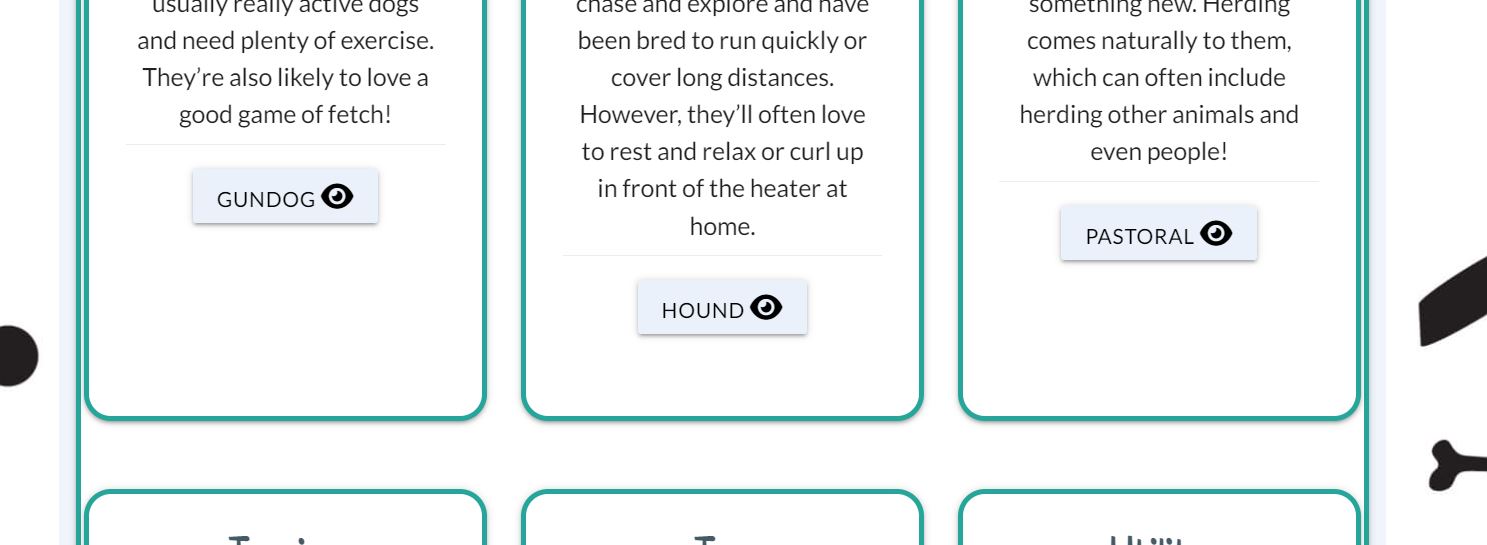 usually really active dogs
and need plenty of exercise.
They’re also likely to love a
good game of fetch!
GUNDOG
chase and explore and have
been bred to run quickly or
cover long distances.
However, they’ll often love
to rest and relax or curl up
in front of the heater at
home.
HOUND
something new. Herding
comes naturally to them,
which can often include
herding other animals and
even people!
PASTORAL